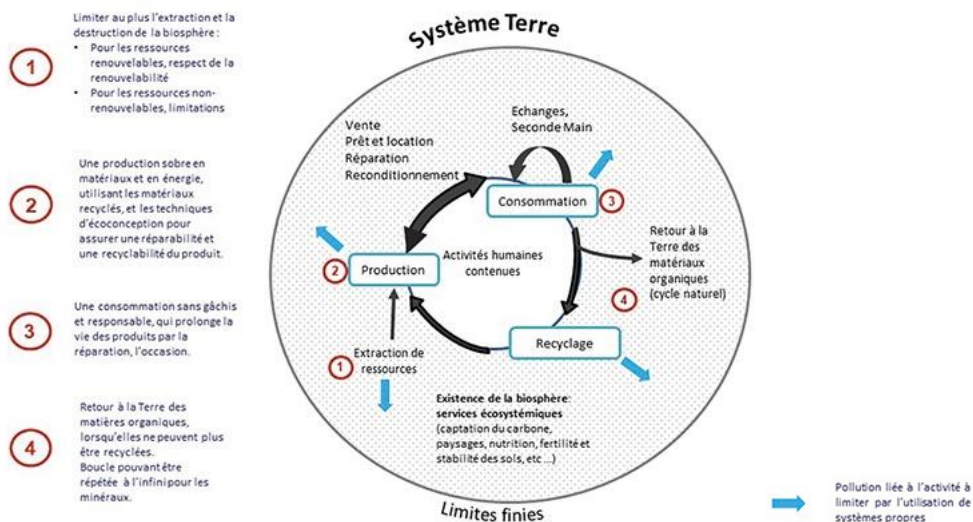 1
Limiter au plus l'extraction et la
destruction de la biosphère :
• Pour les ressources
renouvelables, respect de la
renouvelabilité
• Pour les ressources non-
renouvelables, limitations
2
Une production sobre en
matériaux et en énergie,
utilisant les matériaux
recyclés, et les techniques
d'écoconception pour
assurer une réparabilité et
une recyclabilité du produit.
3
Une consommation sans gâchis
et responsable, qui prolonge la
vie des produits par la
réparation, l'occasion.
4
Retour à la Terre des
matières organiques,
lorsqu'elles ne peuvent plus
être recyclées.
Boucle pouvant être
répétée à l'infini pour les
minéraux.
Système Terre
Vente
Prêt et location
Réparation
Reconditionnement
Echanges,
Seconde Main
Consommation
3
2
Production
Activités humaines
contenues
Retour à la
Terre des
matériaux
organiques
(cycle naturel)
4
Recyclage
1
Extraction de
ressources
Existence de la biosphère:
services écosystémiques
(captation du carbone,
paysages, nutrition, fertilité et
stabilité des sols, etc ...)
Limites finies
Pollution liée à l'activité à
limiter par l'utilisation de
systèmes propres